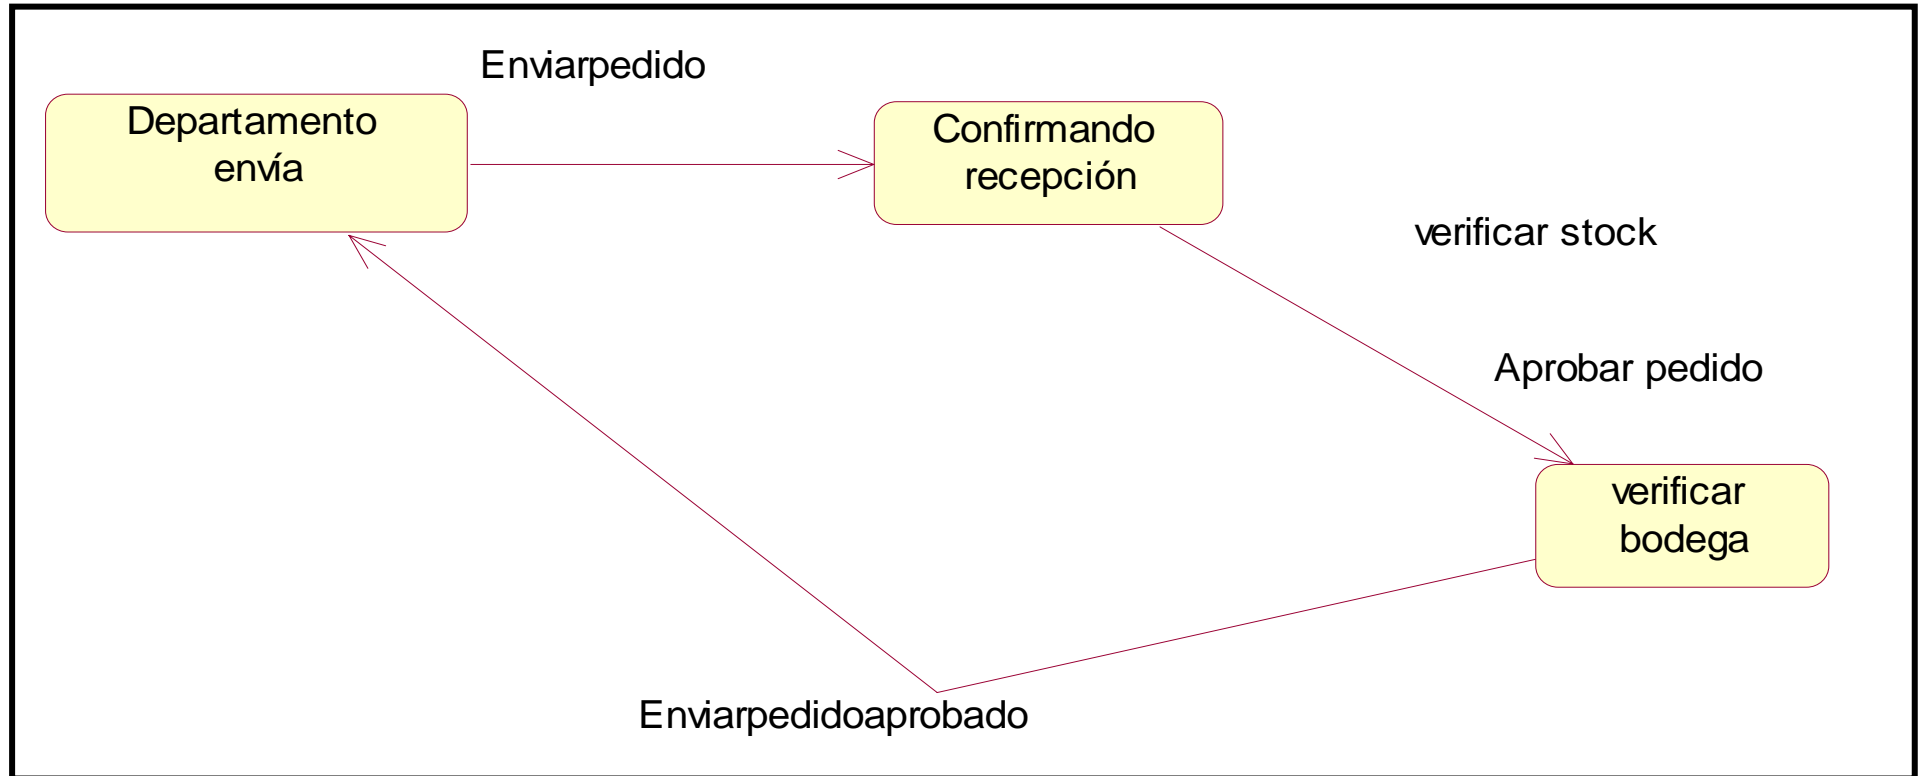 Enviarpedido
Departamento
envía
Confirmando
recepción
verificar stock
Aprobar pedido
verificar
bodega
Enviarpedidoaprobado